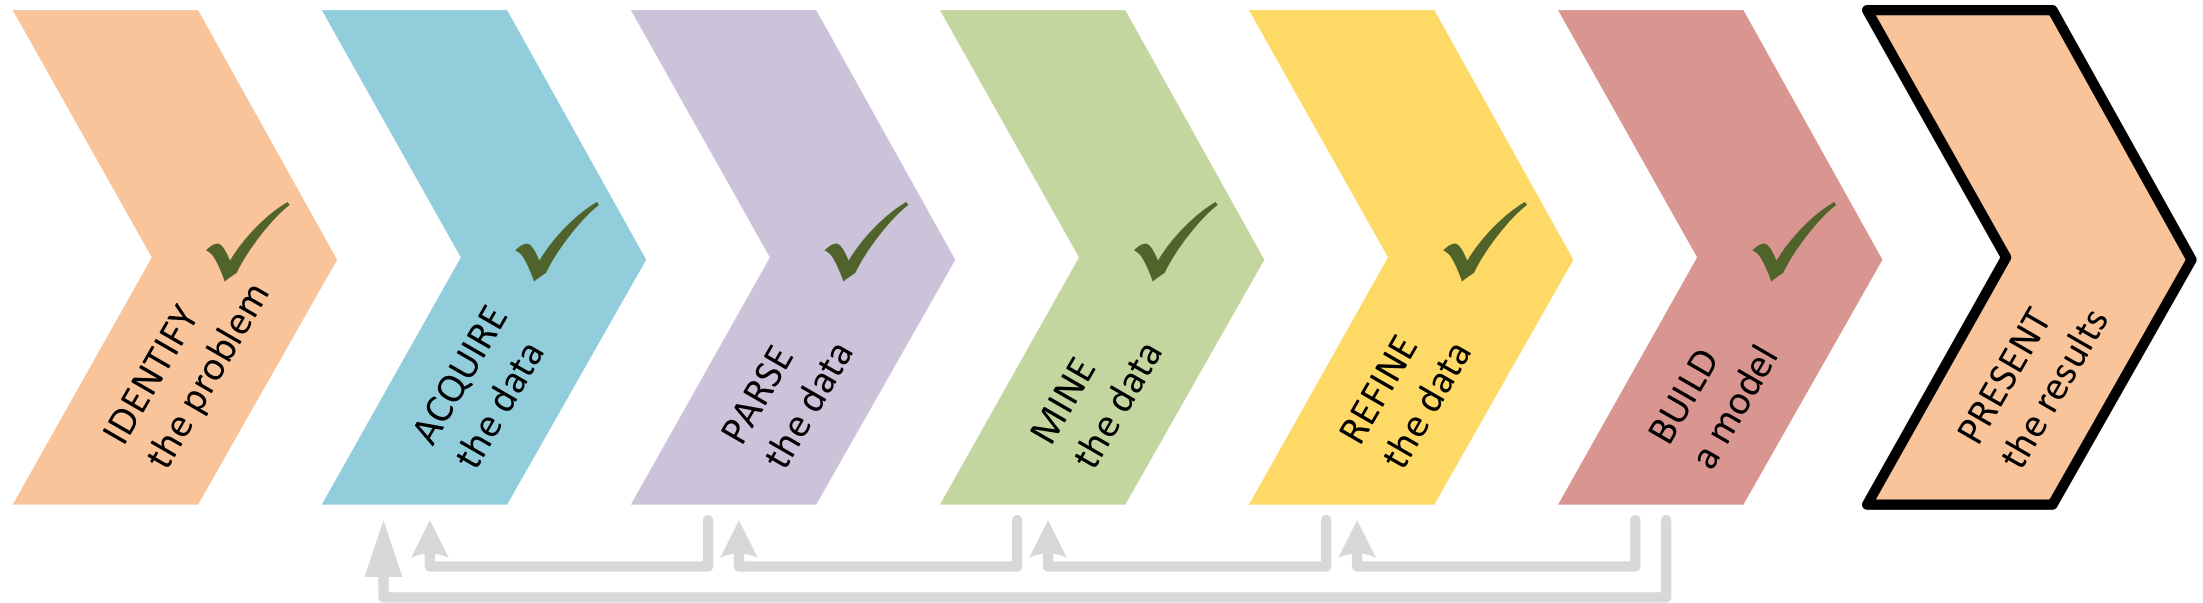 IDENTIFY
the problem
ACQUIRE
the data
PARSE
the data
MINE
the data
REFINE
the data
BUILD
a model
PRESENT
the results